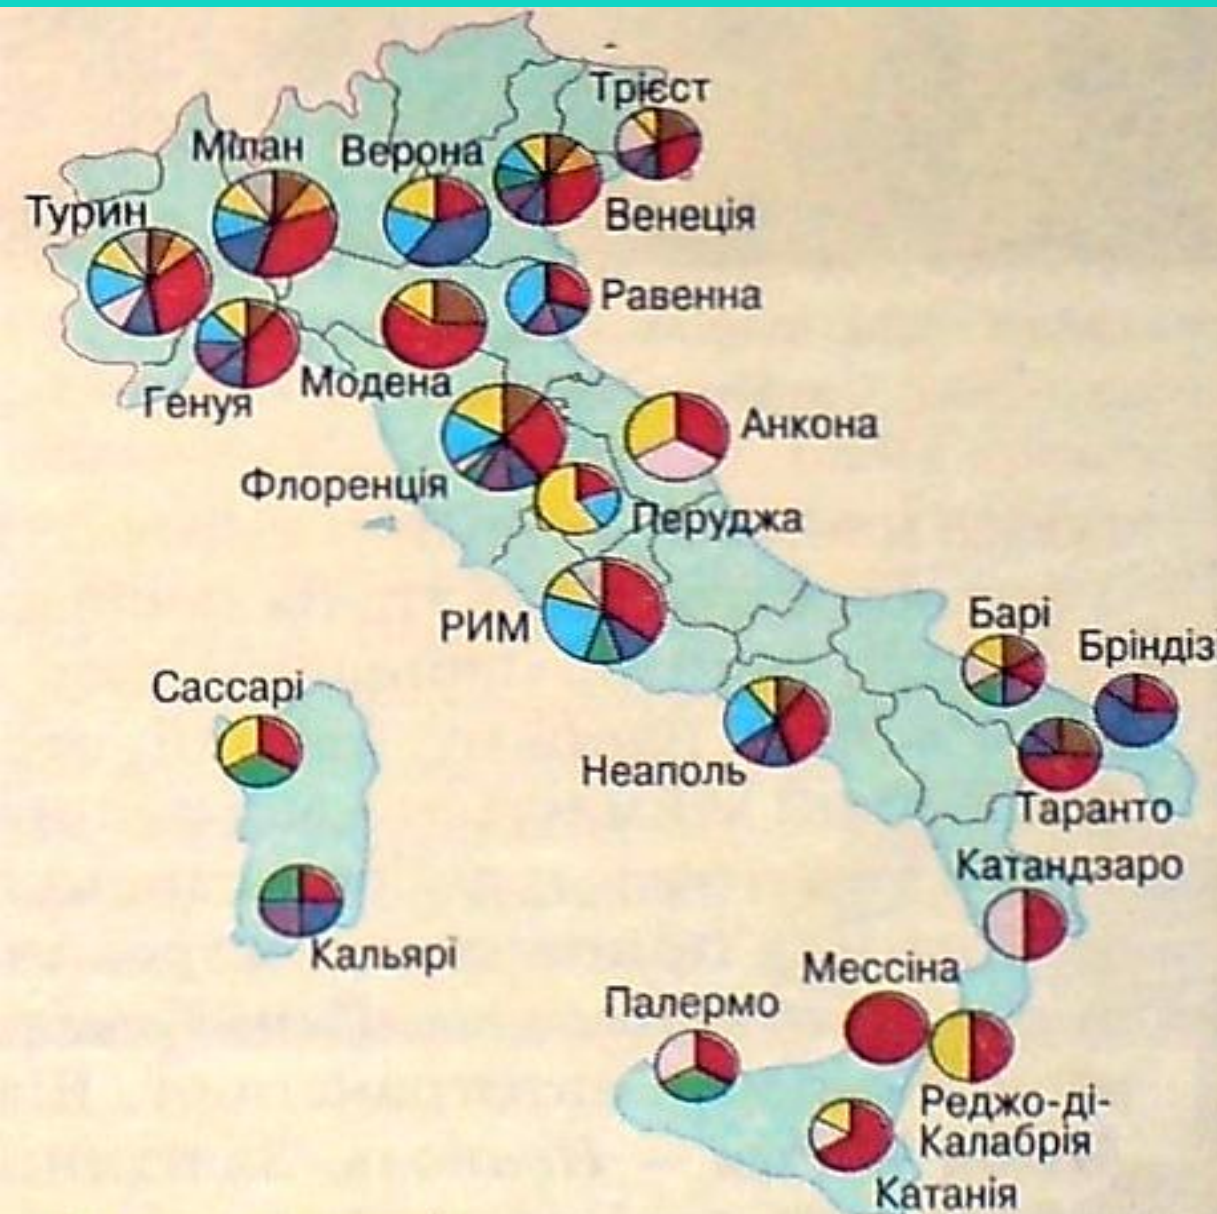 Трієст
Мілан
Верона
Турин
Венеція
Равенна
Генуя
Модена
Анкона
Флоренція
Перуджа
РИМ
Барі
Бріндізі
Сассарі
Неаполь
Таранто
Катандзаро
Кальярі
Мессіна
Палермо
Реджо-ді-
Калабрія
Катанія